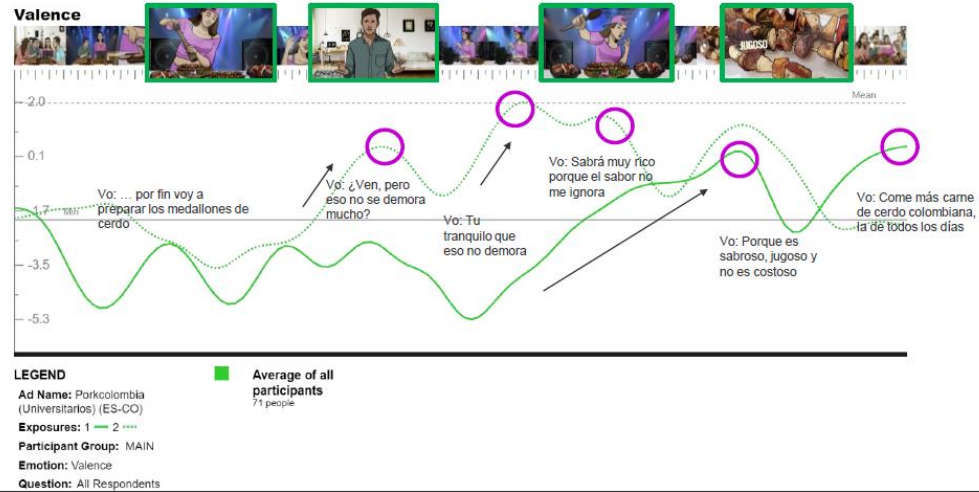 Valence
JUGOSO
Mean
2.0
0.1
-1.7
Min
-3.5
-5.3
Vo: … por fin voy a
preparar los medallones de
cerdo
Vo: ¿Ven, pero
eso no se demora
mucho?
Vo: Tu
tranquilo que
eso no demora
Vo: Sabrá muy rico
porque el sabor no
me ignora
Vo: Porque es
sabroso, jugoso y
no es costoso
Vo: Come más carne
de cerdo colombiana,
la de todos los días
LEGEND
Ad Name: Porkcolombia
(Universitarios) (ES-CO)
Exposures: 1 2
Participant Group: MAIN
Emotion: Valence
Question: All Respondents
Average of all
participants
71 people